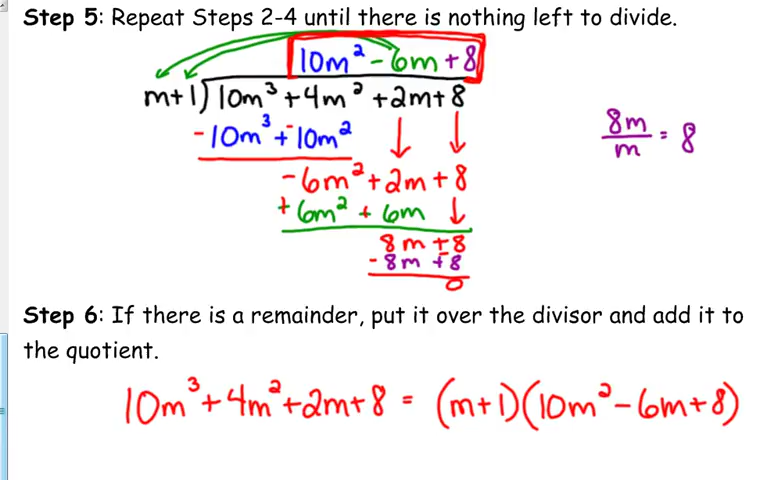 Step 5: Repeat Steps 2-4 until there is nothing left to divide.
10m² - 6m + 8
m+1)10m³ + 4m² + 2m + 8
8m/m = 8
-10m³ + -10m²
-6m² + 2m + 8
+6m² + 6m
8m + 8
-8m + 8
0
Step 6: If there is a remainder, put it over the divisor and add it to
the quotient.
10m³ + 4m² + 2m + 8 = (m+1)(10m² - 6m + 8)